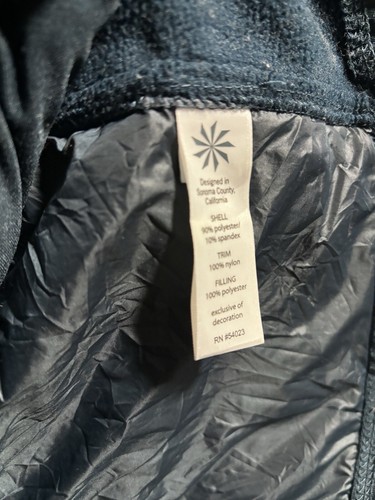 Designed in
Sonoma County,
California
SHELL
90% polyester/
10% spandex
TRIM
100% nylon
FILLING
100% polyester
exclusive of
decoration
RN #54023